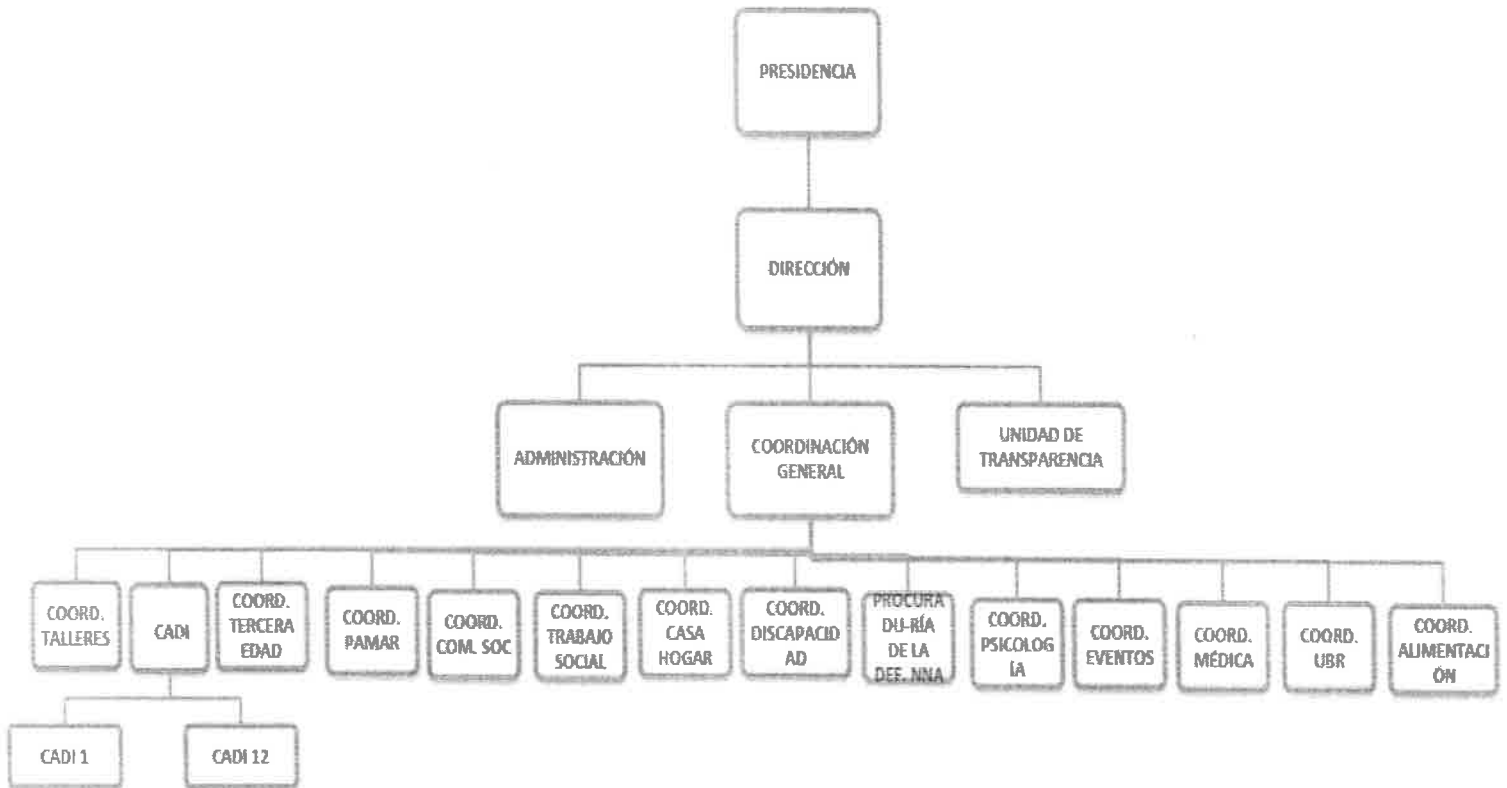 PRESIDENCIA
DIRECCIÓN
ADMINISTRACIÓN
COORDINACIÓN
GENERAL
UNIDAD DE
TRANSPARENCIA
COORD.
TALLERES
CADI
COORD.
TERCERA
EDAD
COORD.
PAMAR
COORD.
COM. SOC
COORD.
TRABAJO
SOCIAL
COORD.
CASA
HOGAR
COORD.
DISCAPACID
AD
PROCURA
DU-RÍA
DE LA
DEF. NNA
COORD.
PSICOLOG
ÍA
COORD.
EVENTOS
COORD.
MÉDICA
COORD.
UBR
COORD.
ALIMENTACI
ÓN
CADI 1
CADI 12